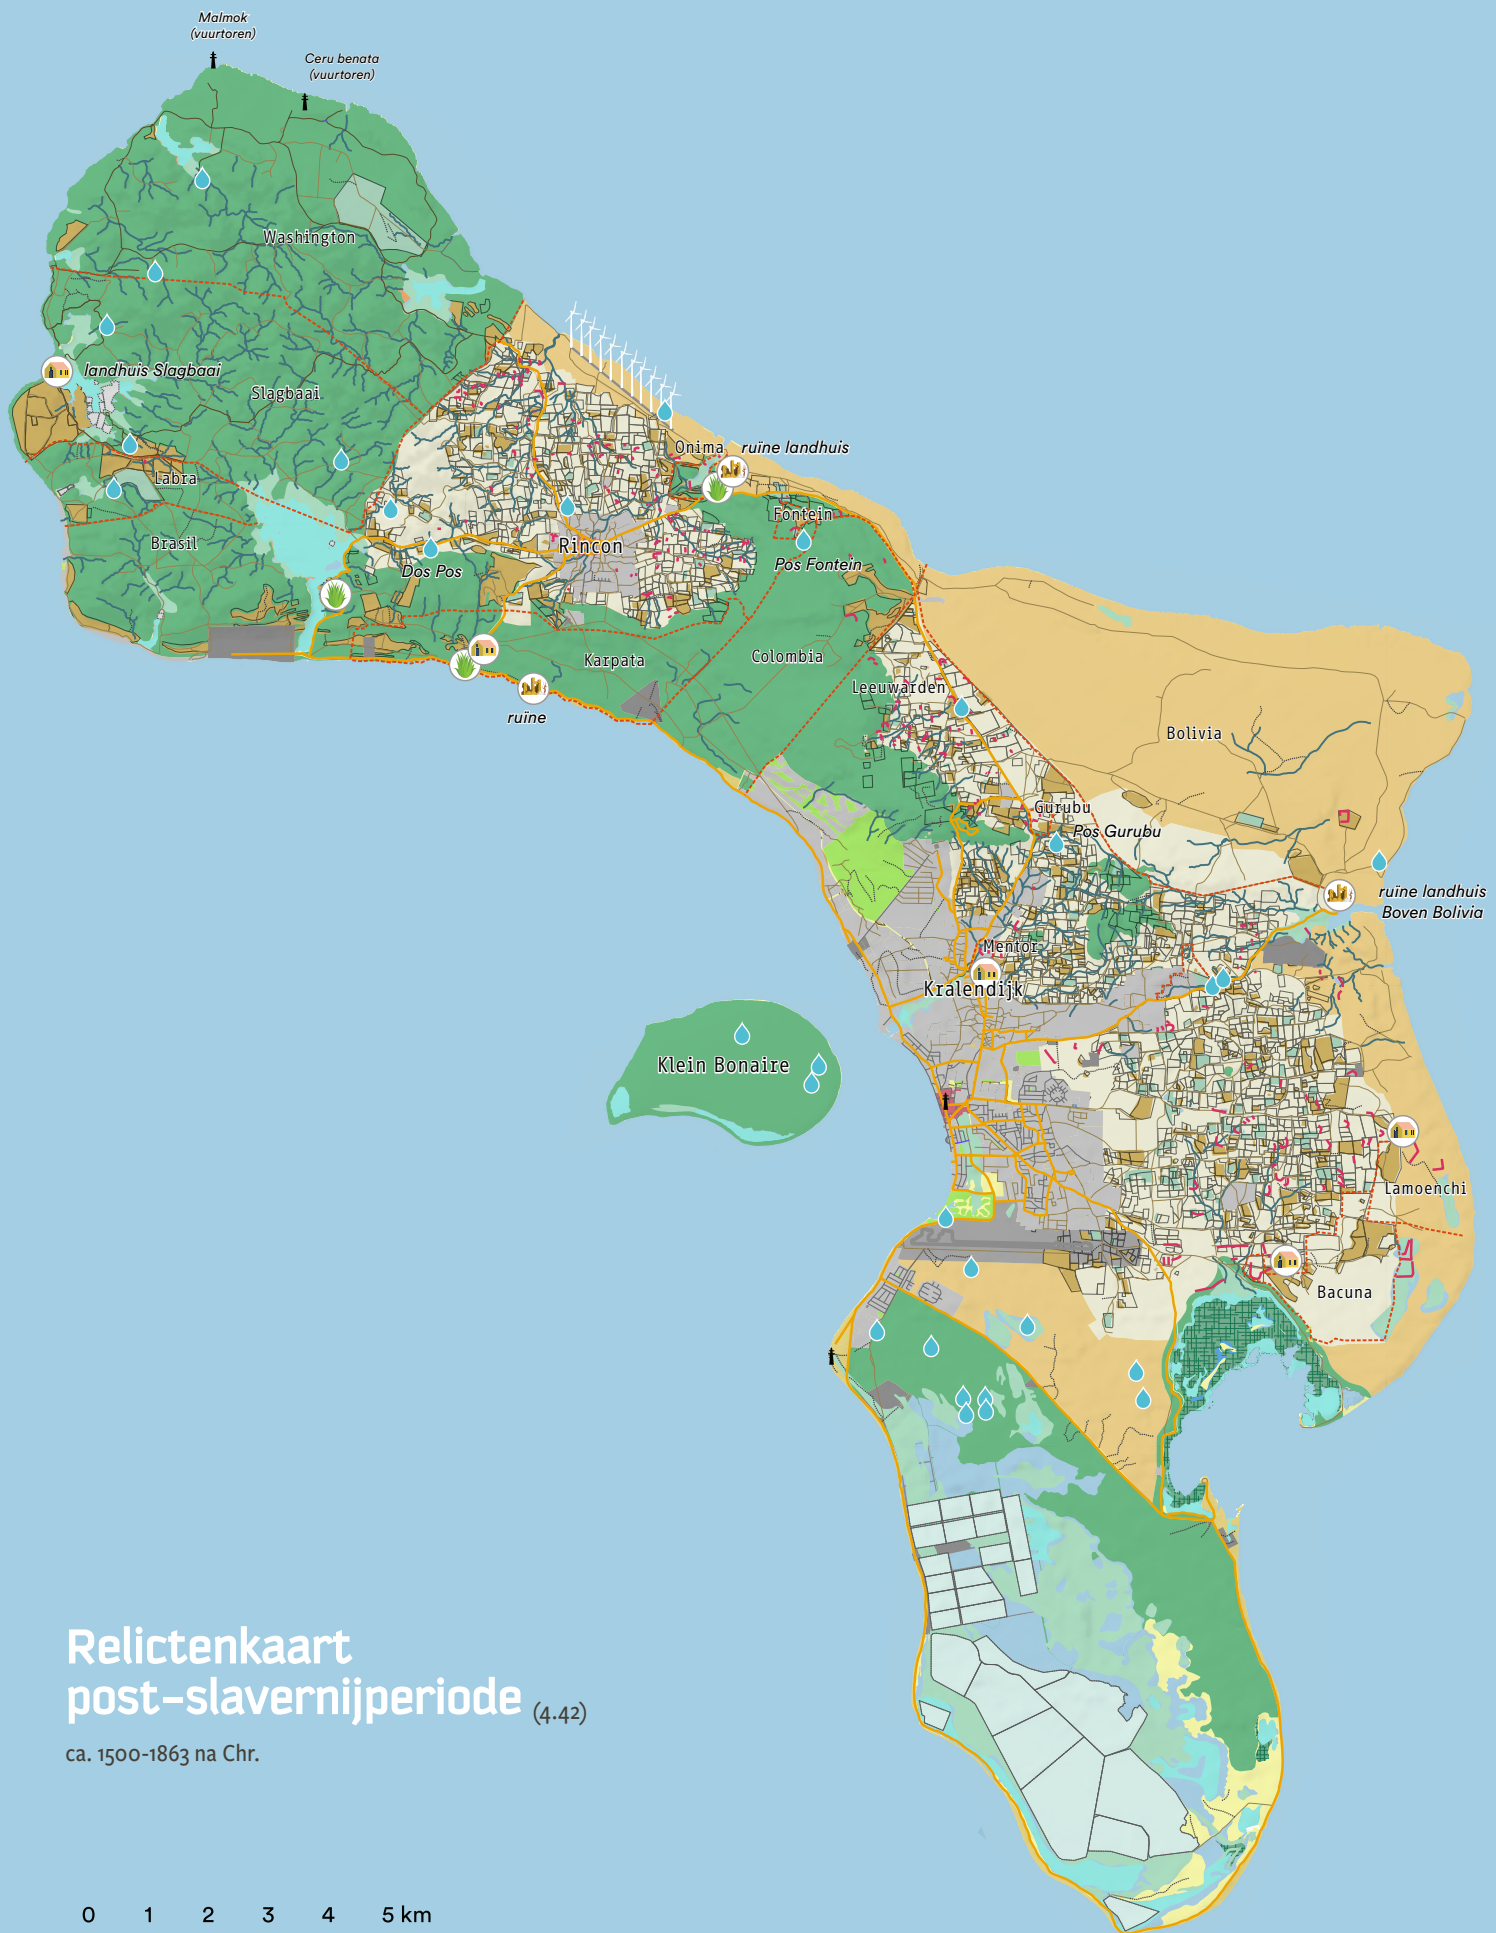 Malmok
(vuurtoren)
Ceru benata
(vuurtoren)
Washington
landhuis Slagbaai
Slagbaai
Onima
ruïne landhuis
Labra
Fontein
Brasil
Rincon
Dos Pos
Pos Fontein
Karpata
Colombia
Leeuwarden
ruïne
Bolivia
Gurubu
Pos Gurubu
ruïne landhuis
Boven Bolivia
Mentor
Kralendijk
Klein Bonaire
Lamoenchi
Bacuna
Relictenkaart
post-slavernijperiode (4.42)
ca. 1500-1863 na Chr.
0 1 2 3 4 5 km